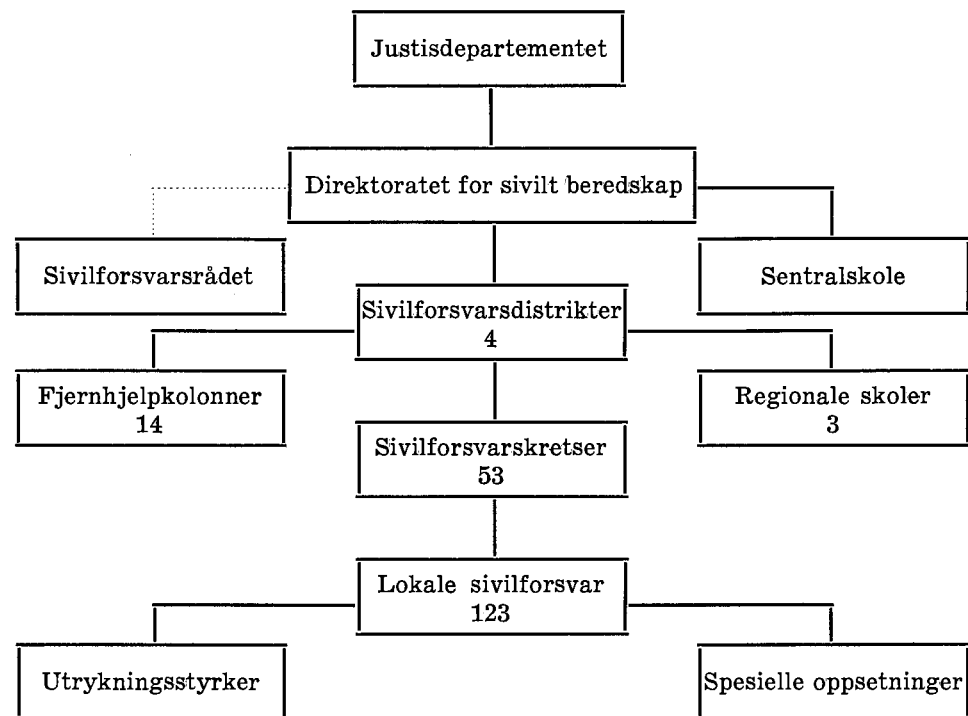 Justisdepartementet
Direktoratet for sivilt beredskap
Sivilforsvarsrådet
Sentralskole
Sivilforsvarsdistrikter
4
Fjernhjelpkolonner
14
Regionale skoler
3
Sivilforsvarskretser
53
Lokale sivilforsvar
123
Utrykningsstyrker
Spesielle oppsetninger